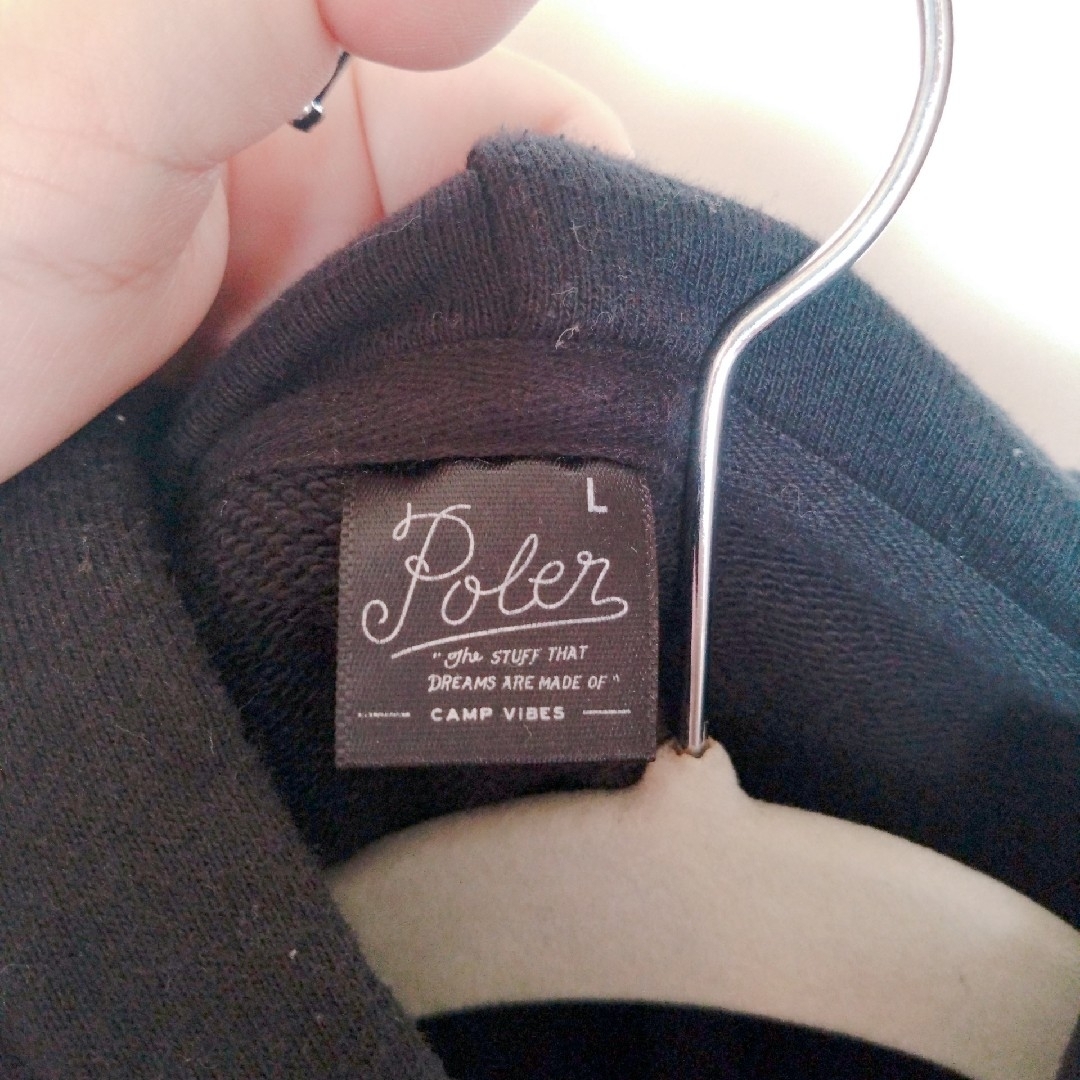 L
Poler
"The STUFF THAT
DREAMS ARE MADE OF"
CAMP VIBES